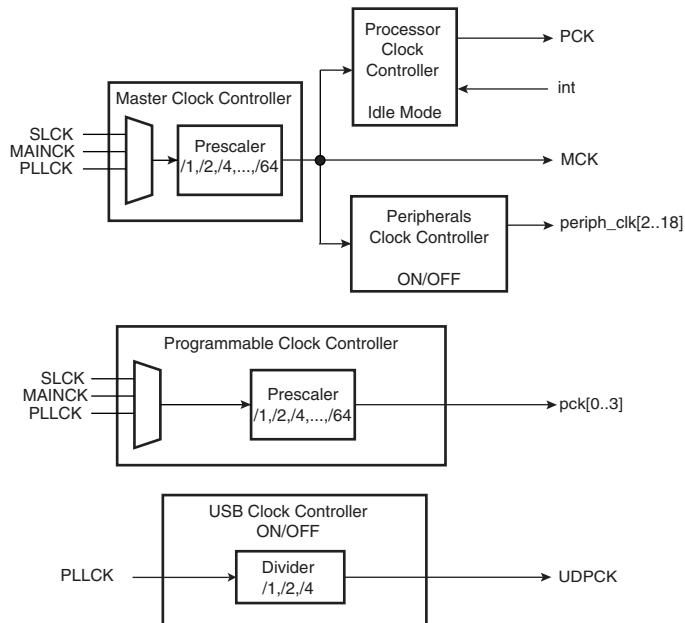 Processor
Clock
Controller
Idle Mode
PCK
int
Master Clock Controller
SLCK
MAINCK
PLLCK
Prescaler
/1,/2,/4,...,/64
MCK
Peripherals
Clock Controller
ON/OFF
periph_clk[2..18]
Programmable Clock Controller
SLCK
MAINCK
PLLCK
Prescaler
/1,/2,/4,...,/64
pck[0..3]
USB Clock Controller
ON/OFF
PLLCK
Divider
/1,/2,/4
UDPCK